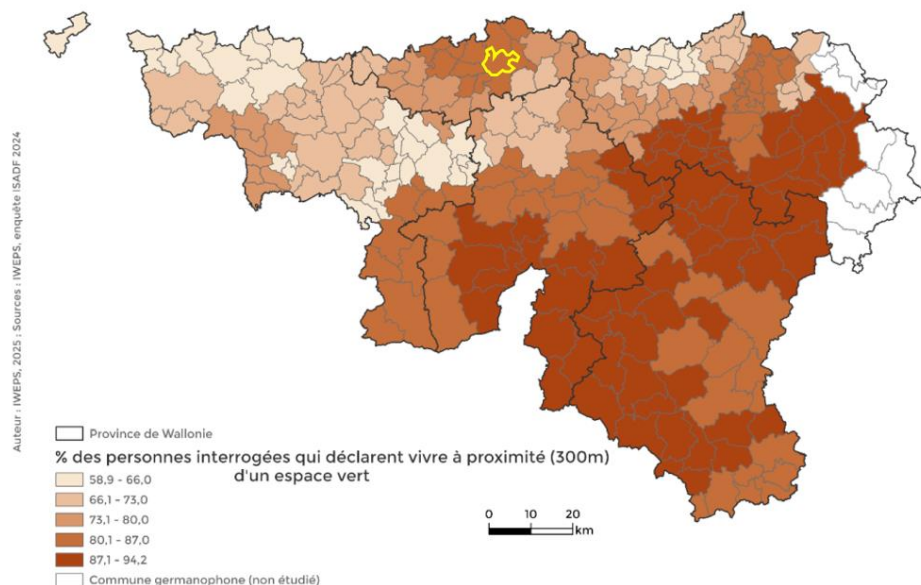 Auteur : IWEPS, 2025 ; Sources : IWEPS, enquête ISADF 2024
Province de Wallonie
% des personnes interrogées qui déclarent vivre à proximité (300m)
d'un espace vert
58,9 - 66,0
66,1 - 73,0
73,1 - 80,0
80,1 - 87,0
87,1 - 94,2
Commune germanophone (non étudié)
0 10 20
km